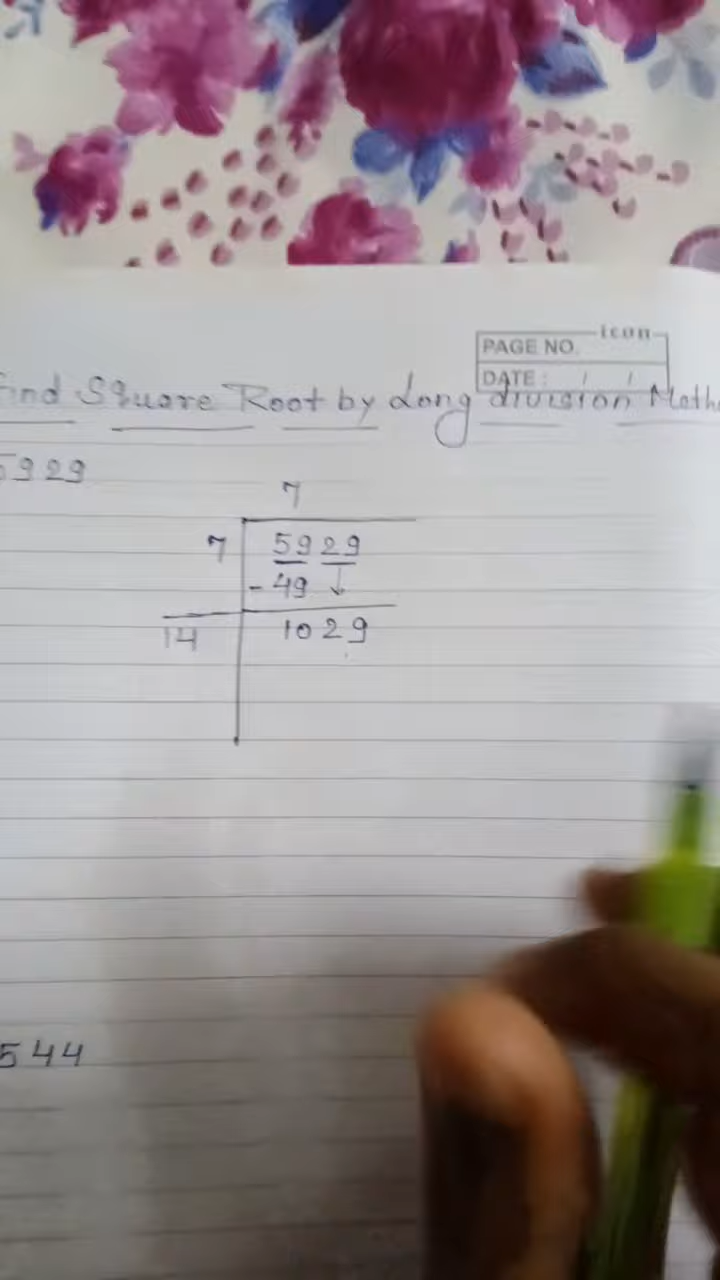 icon
PAGE NO.
DATE: / /
Find Square Root by Long division
5929
7
7 59 29
- 49 ↓
14 1029
544